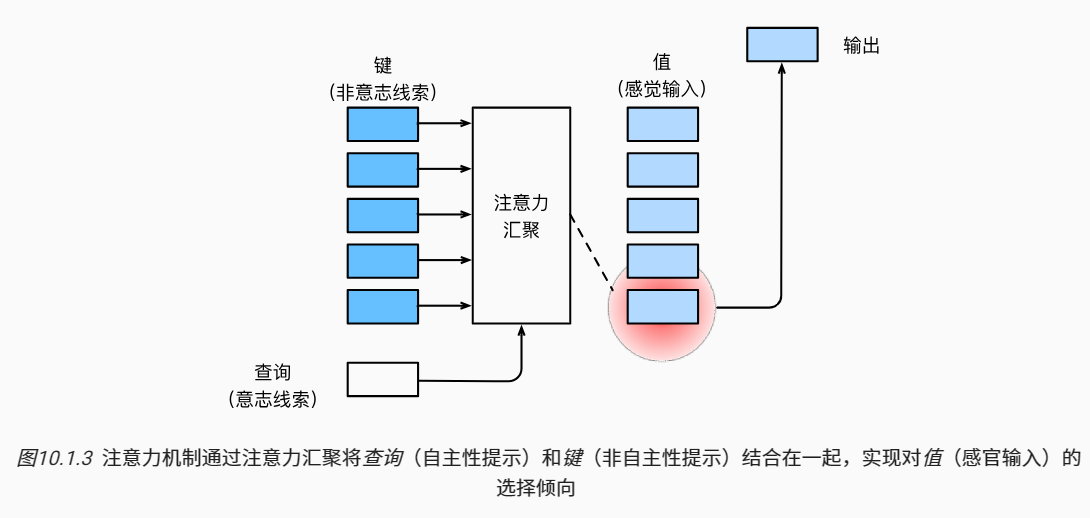 输出
键
（非意志线索）
值
（感觉输入）
注意力
汇聚
查询
（意志线索）
图10.1.3 注意力机制通过注意力汇聚将查询（自主性提示）和键（非自主性提示）结合在一起，实现对值（感官输入）的
选择倾向